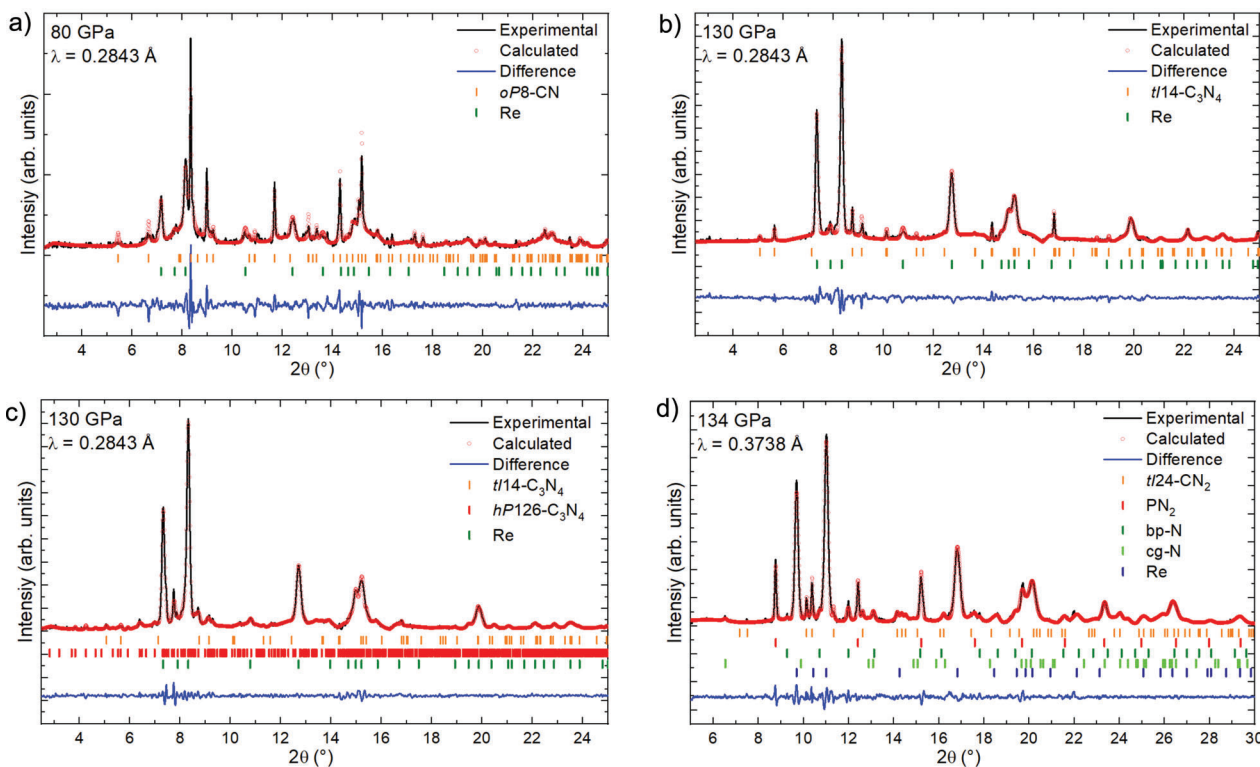 a)
80 GPa
λ = 0.2843 Å
Experimental
Calculated
Difference
oP8-CN
Re
Intensiy (arb. units)
4 6 8 10 12 14 16 18 20 22 24
2θ (°)
b)
130 GPa
λ = 0.2843 Å
Experimental
Calculated
Difference
tI14-C₃N₄
Re
Intensiy (arb. units)
4 6 8 10 12 14 16 18 20 22 24
2θ (°)
c)
130 GPa
λ = 0.2843 Å
Experimental
Calculated
Difference
tI14-C₃N₄
hP126-C₃N₄
Re
Intensiy (arb. units)
4 6 8 10 12 14 16 18 20 22 24
2θ (°)
d)
134 GPa
λ = 0.3738 Å
Experimental
Calculated
Difference
tI24-CN₂
PN₂
bp-N
cg-N
Re
Intensiy (arb. units)
6 8 10 12 14 16 18 20 22 24 26 28 30
2θ (°)